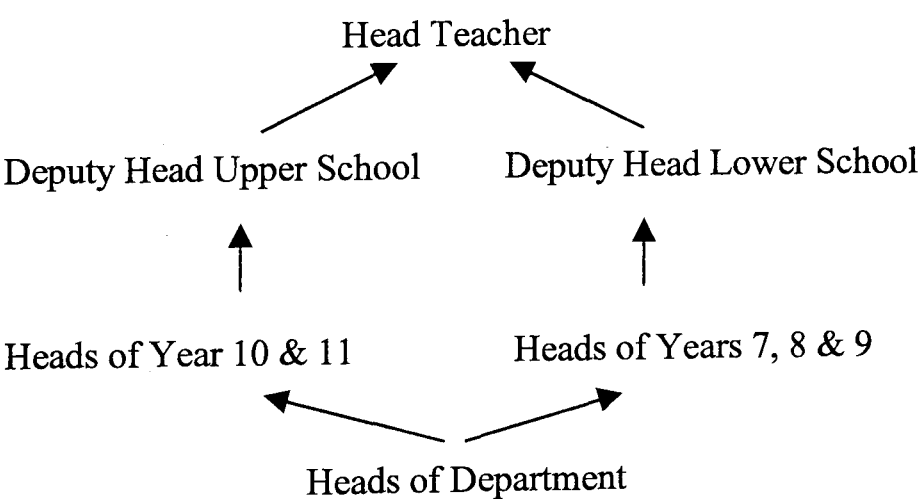 Head Teacher
Deputy Head Upper School
Deputy Head Lower School
Heads of Year 10 & 11
Heads of Years 7, 8 & 9
Heads of Department